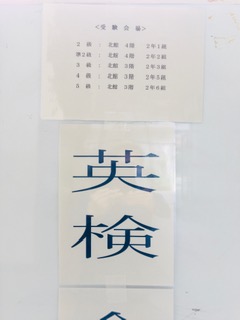 ＜受験会場＞
2 級 : 北館 4階 2年1組
準2級 : 北館 4階 2年2組
3 級 : 北館 3階 2年3組
4 級 : 北館 3階 2年5組
5 級 : 北館 3階 2年6組
英
検